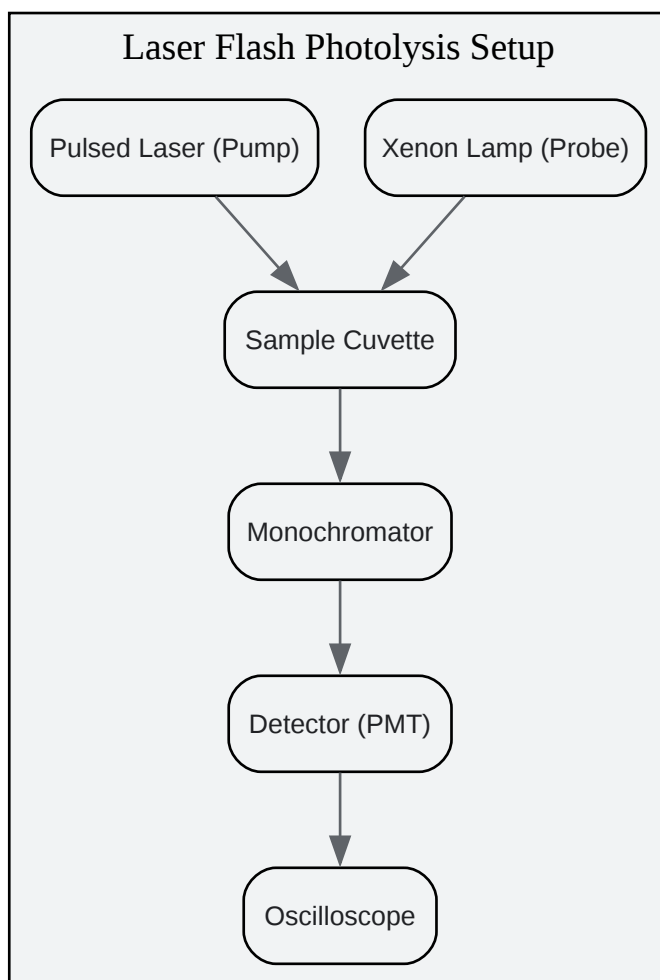 Laser Flash Photolysis Setup
Pulsed Laser (Pump)
Xenon Lamp (Probe)
Sample Cuvette
Monochromator
Detector (PMT)
Oscilloscope